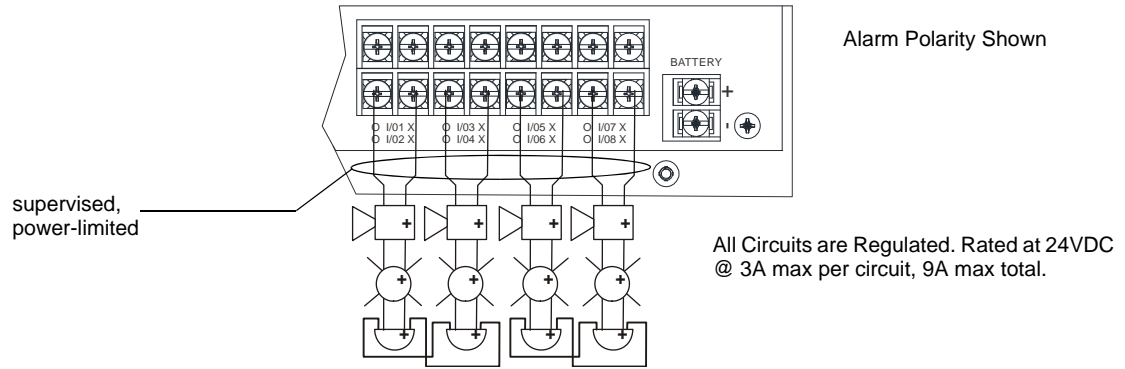 Alarm Polarity Shown
BATTERY
+
-
O I/01 X O I/03 X O I/05 X O I/07 X
O I/02 X O I/04 X O I/06 X O I/08 X
supervised,
power-limited
+ + + +
All Circuits are Regulated. Rated at 24VDC
@ 3A max per circuit, 9A max total.
+ + + +
+ + + +